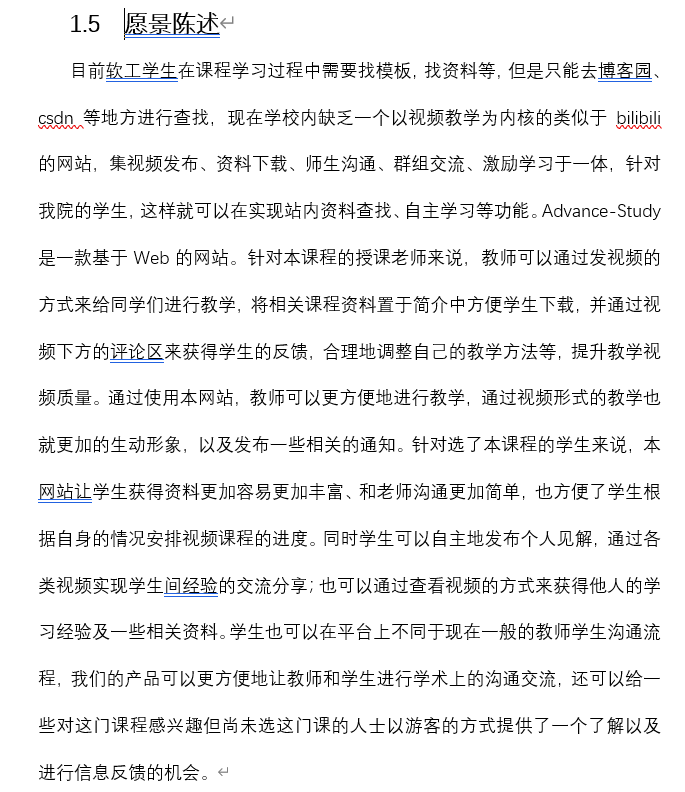 1.5 愿景陈述
目前软工学生在课程学习过程中需要找模板，找资料等，但是只能去博客园、
csdn 等地方进行查找，现在学校内缺乏一个以视频教学为内核的类似于 bilibili
的网站，集视频发布、资料下载、师生沟通、群组交流、激励学习于一体，针对
我院的学生，这样就可以在实现站内资料查找、自主学习等功能。Advance-Study
是一款基于 Web 的网站。针对本课程的授课老师来说，教师可以通过发视频的
方式来给同学们进行教学，将相关课程资料置于简介中方便学生下载，并通过视
频下方的评论区来获得学生的反馈，合理地调整自己的教学方法等，提升教学视
频质量。通过使用本网站，教师可以更方便地进行教学，通过视频形式的教学也
就更加的生动形象，以及发布一些相关的通知。针对选了本课程的学生来说，本
网站让学生获得资料更加容易更加丰富、和老师沟通更加简单，也方便了学生根
据自身的情况安排视频课程的进度。同时学生可以自主地发布个人见解，通过各
类视频实现学生间经验的交流分享；也可以通过查看视频的方式来获得他人的学
习经验及一些相关资料。学生也可以在平台上不同于现在一般的教师学生沟通流
程，我们的产品可以更方便地让教师和学生进行学术上的沟通交流，还可以给一
些对这门课程感兴趣但尚未选这门课的人士以游客的方式提供了一个了解以及
进行信息反馈的机会。